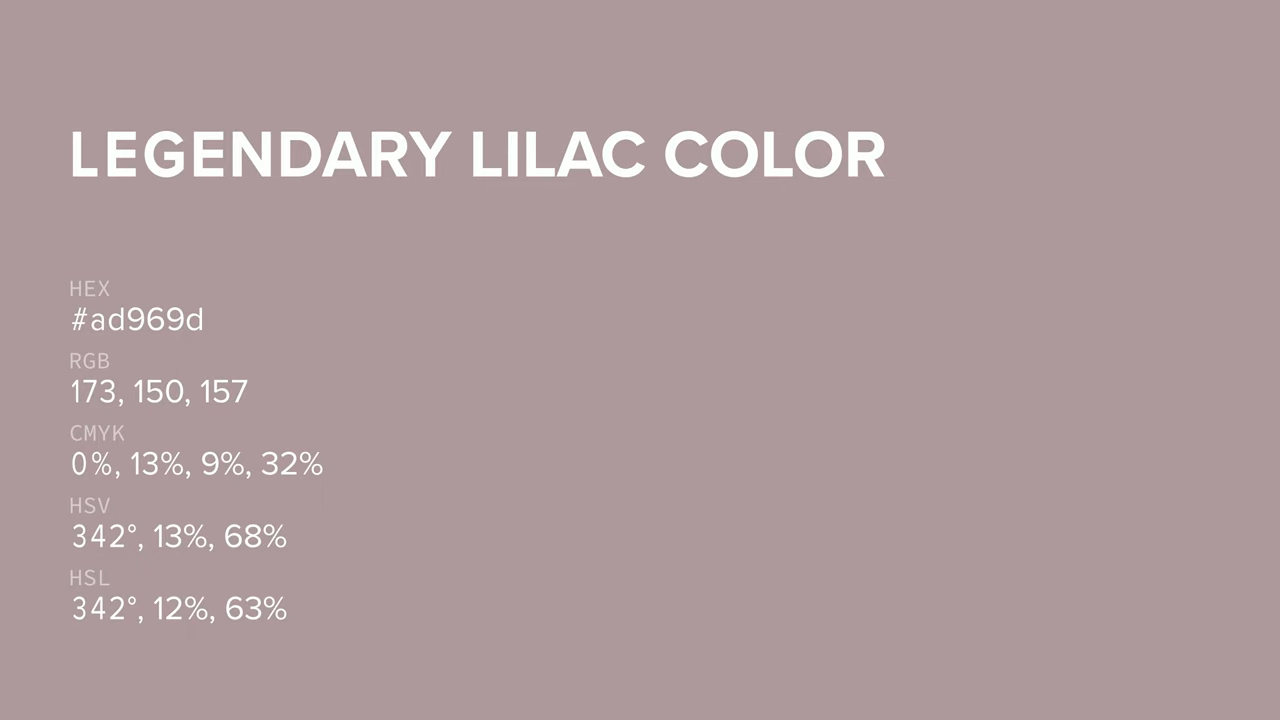 LEGENDARY LILAC COLOR
HEX
#ad969d
RGB
173, 150, 157
CMYK
0%, 13%, 9%, 32%
HSV
342°, 13%, 68%
HSL
342°, 12%, 63%